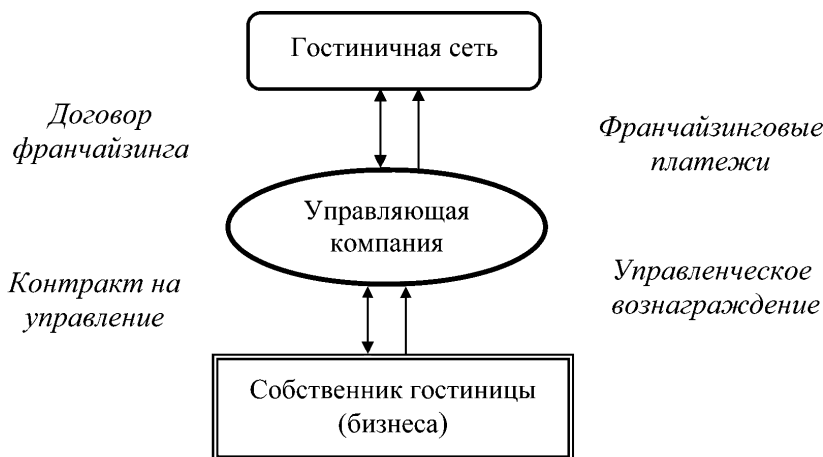 Гостиничная сеть
Договор
франчайзинга
Франчайзинговые
платежи
Управляющая
компания
Контракт на
управление
Управленческое
вознаграждение
Собственник гостиницы
(бизнеса)